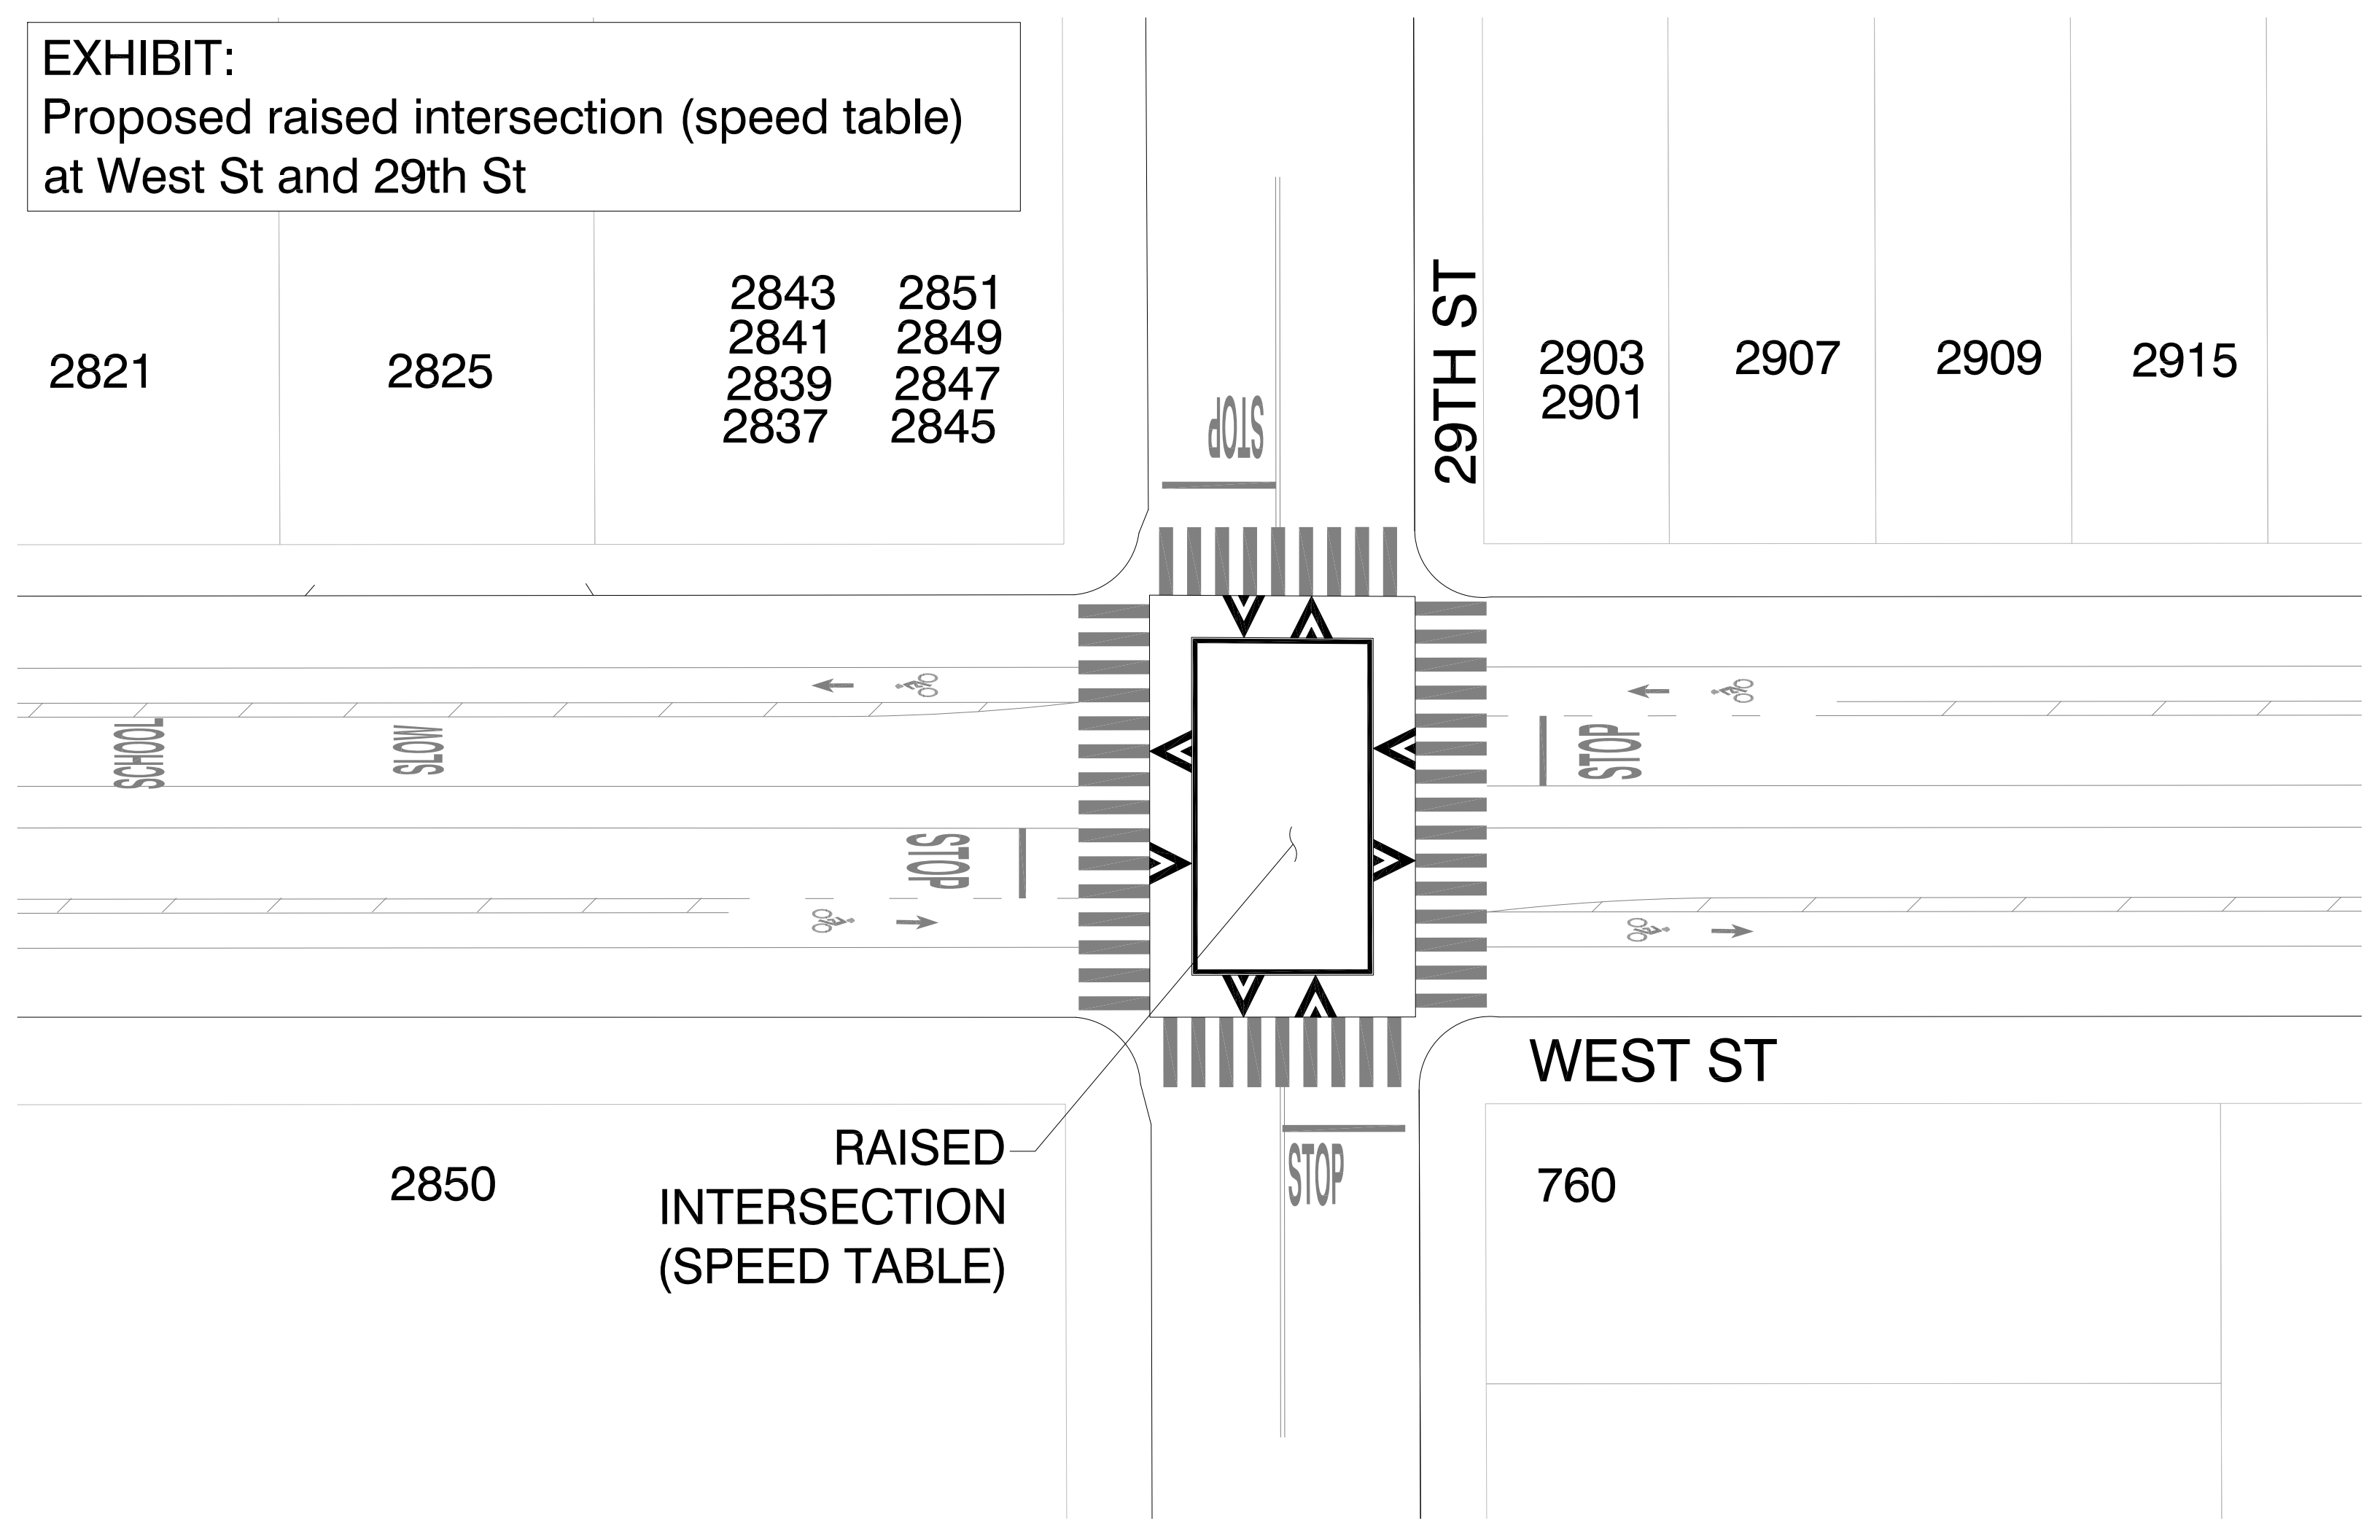 EXHIBIT:
Proposed raised intersection (speed table)
at West St and 29th St
2821
2825
2843 2851
2841 2849
2839 2847
2837 2845
STOP
29TH ST
2903
2901
2907
2909
2915
SCHOOL
SLOW
STOP
STOP
WEST ST
RAISED
INTERSECTION
(SPEED TABLE)
2850
STOP
760